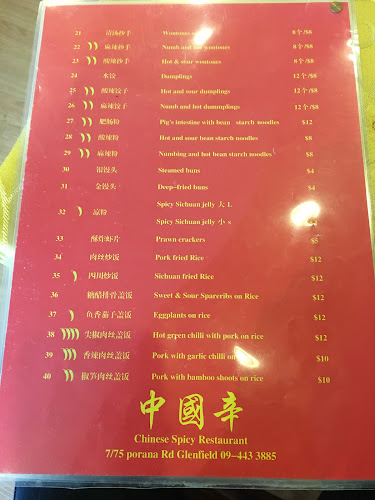 21 清汤抄手 Wontones 8个/$8
22 麻辣抄手 Numb and hot wontones 8个/$8
23 酸辣抄手 Hot & sour wontones 8个/$8
24 水饺 Dumplings 12个/$8
25 酸辣饺子 Hot and sour dumplings 12个/$8
26 麻辣饺子 Numb and hot dummplings 12个/$8
27 肥肠粉 Pig's intestine with bean starch noodles $12
28 酸辣粉 Hot and sour bean starch noodles $8
29 麻辣粉 Numbing and hot bean starch noodles $8
30 银馒头 Steamed buns $4
31 金馒头 Deep-fried buns $4
Spicy Sichuan jelly 大 L
32 凉粉
Spicy Sichuan jelly 小 s
33 酥炸虾片 Prawn crackers $5
34 肉丝炒饭 Pork fried Rice $12
35 四川炒饭 Sichuan fried Rice $12
36 糖醋排骨盖饭 Sweet & Sour Spareribs on Rice $12
37 鱼香茄子盖饭 Eggplants on rice $12
38 尖椒肉丝盖饭 Hot grpen chilli with pork on rice $12
39 香辣肉丝盖饭 Pork with garlic chilli on $10
40 椒笋肉丝盖饭 Pork with bamboo shoots on rice $10
中國辛
Chinese Spicy Restaurant
7/75 porana Rd Glenfield 09-443 3885